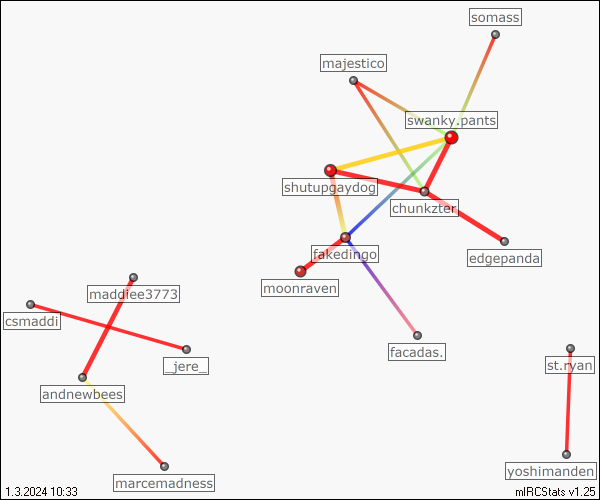 somass
majestico
swanky.pants
shutupgaydog
chunkzter
fakedingo
edgepanda
maddiee3773
moonraven
csmaddi
facadas.
_jere_
st.ryan
andnewbees
yoshimanden
marcemadness
1.3.2024 10:33
mIRCStats v1.25